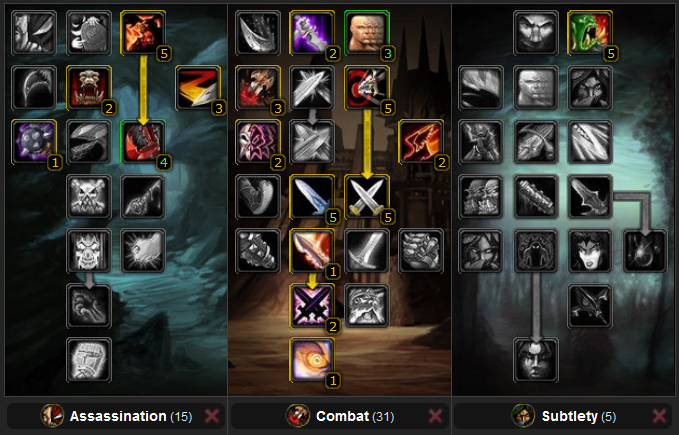 5 2 3 5
2 3 3 5
1 4 2 2
5 5
1
2
1
Assassination (15) Combat (31) Subtlety (5)